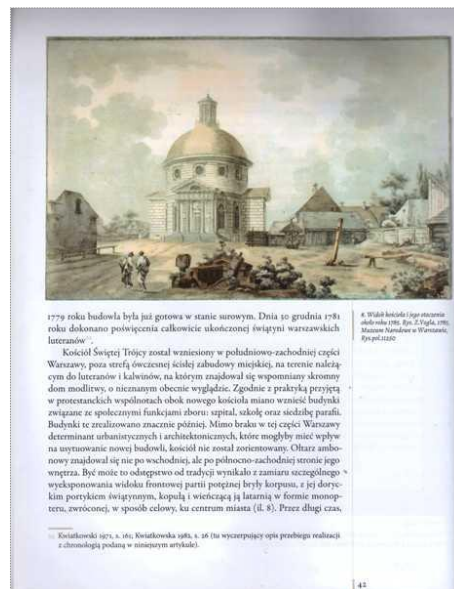 1779 roku budowla była już gotowa w stanie surowym. Dnia 30 grudnia 1781
roku dokonano poświęcenia całkowicie ukończonej świątyni warszawskich
luteranów
Kościół Świętej Trójcy został wzniesiony w południowo-zachodniej części
Warszawy, poza strefą ówczesnej ścisłej zabudowy miejskiej, na terenie należą-
cym do luteranów i kalwinów, na którym znajdował się wspomniany skromny
dom modlitwy, o nieznanym obecnie wyglądzie. Zgodnie z praktyką przyjętą
w protestanckich wspólnotach obok nowego kościoła miano wznieść budynki
związane ze społecznymi funkcjami zboru: szpital, szkołę oraz siedzibę parafii.
Budynki te zrealizowano znacznie później. Mimo braku w tej części Warszawy
determinant urbanistycznych i architektonicznych, które mogłyby mieć wpływ
na usytuowanie nowej budowli, kościół nie został zorientowany. Ołtarz ambo-
nowy znajdował się nie po wschodniej, ale po północno-zachodniej stronie jego
wnętrza. Być może to odstępstwo od tradycji wynikało z zamiaru szczególnego
wyeksponowania widoku frontowej partii potężnej bryły korpusu, z jej doryc-
kim portykiem świątynnym, kopułą i wieńczącą ją latarnią w formie monop-
teru, zwróconej, w sposób celowy, ku centrum miasta (il. 8). Przez długi czas,
8. Widok kościoła i jego otoczenia
około roku 1785. Rys. Z.Vogla, 1785,
Muzeum Narodowe w Warszawie,
Rys.pol.11250
Kwiatkowski 1971, s. 161; Kwiatkowska 1982, s. 26 (tu wyczerpujący opis przebiegu realizacji
z chronologią podaną w niniejszym artykule).
42